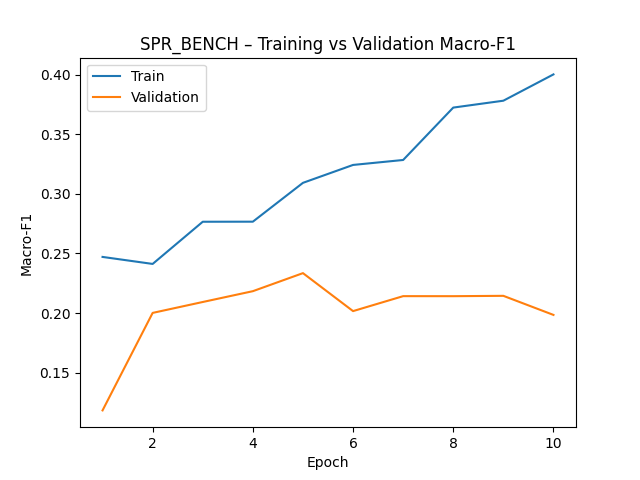 SPR_BENCH – Training vs Validation Macro-F1
Train
Validation
0.40
0.35
0.30
0.25
0.20
0.15
Macro-F1
2
4
6
8
10
Epoch